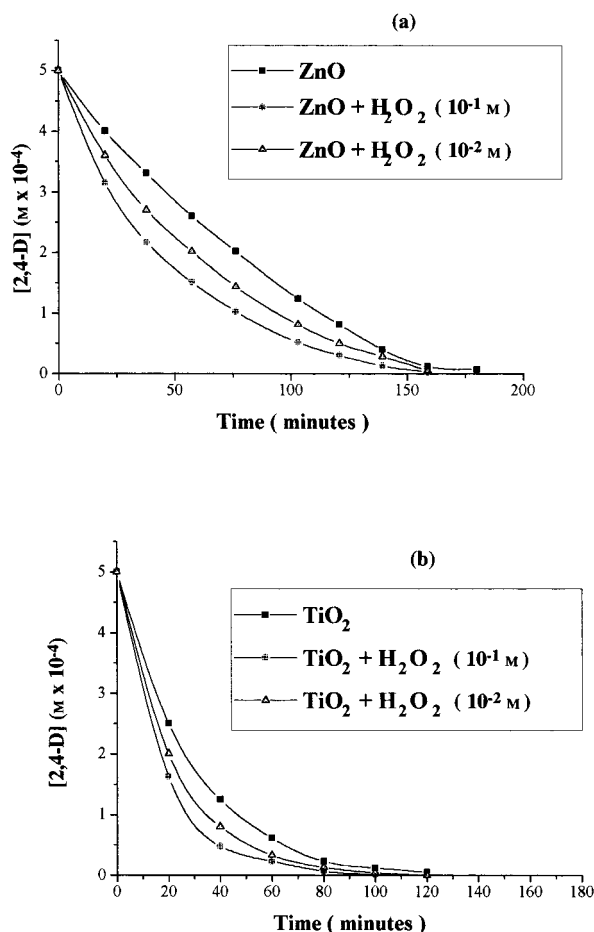 (a)
ZnO
ZnO + H₂O₂ ( 10⁻¹ M )
ZnO + H₂O₂ ( 10⁻² M )
[2,4-D] (M x 10⁻⁴)
5
4
3
2
1
0
0 50 100 150 200
Time ( minutes )
(b)
TiO₂
TiO₂ + H₂O₂ ( 10⁻¹ M )
TiO₂ + H₂O₂ ( 10⁻² M )
[2,4-D] (M x 10⁻⁴)
5
4
3
2
1
0
0 20 40 60 80 100 120 140 160 180
Time ( minutes )